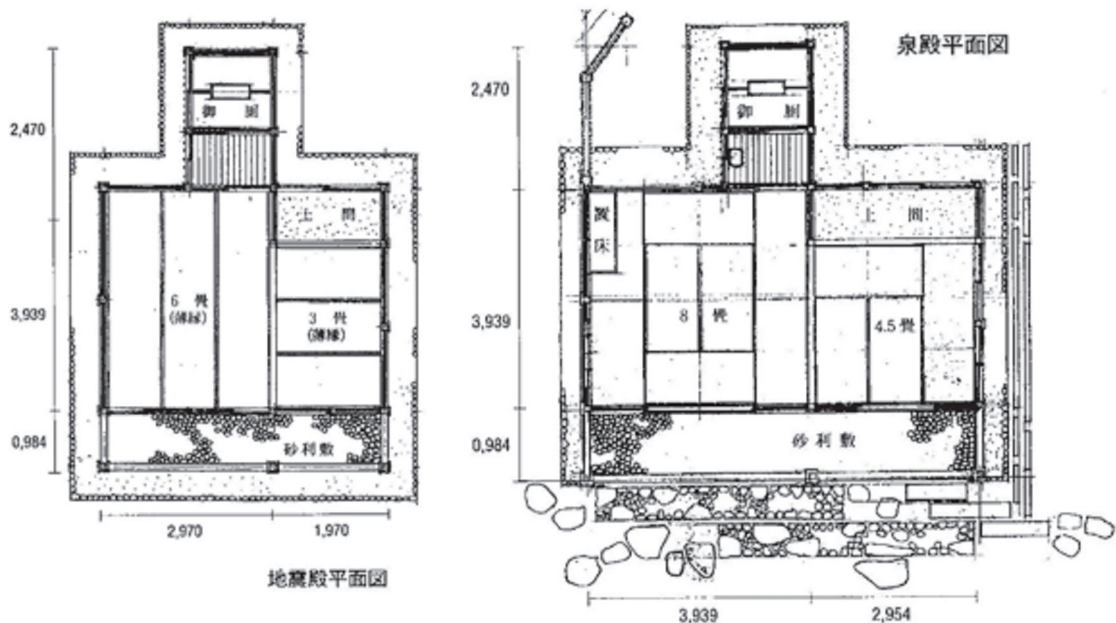 2,470
3,939
0,984
御 厠
土 間
6 畳
(薄縁)
3 畳
(薄縁)
砂利敷
2,970
1,970
地震殿平面図
泉殿平面図
2,470
3,939
0,984
御 厠
置床
土 間
8 畳
4.5畳
砂利敷
3,939
2,954